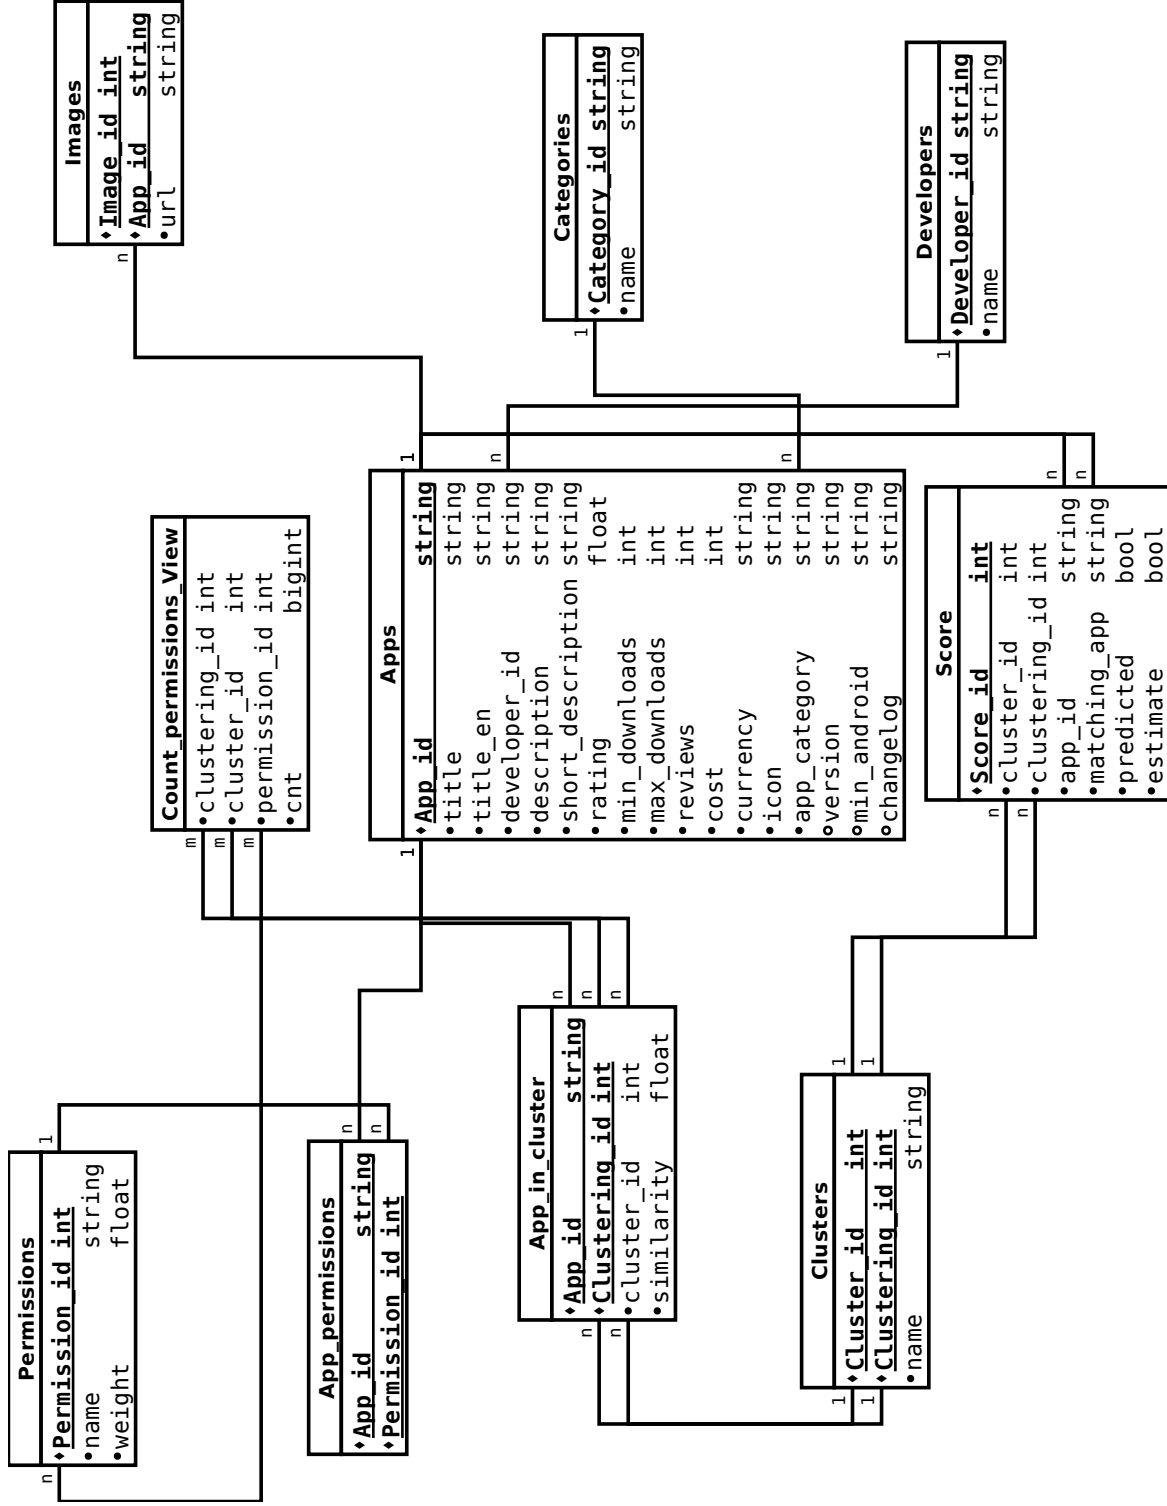 Images
Image_id int
App_id string
url string
n
Categories
Category_id string
name string
1
Developers
Developer_id string
name string
1
Count_permissions_View
clustering_id int
cluster_id int
permission_id int
cnt bigint
m
m
m
Apps
App_id string
title string
title_en string
developer_id string
description string
short_description string
rating float
min_downloads int
max_downloads int
reviews int
cost int
currency string
icon string
app_category string
version string
min_android string
changelog string
1
n
n
1
Score
Score_id int
cluster_id int
clustering_id int
app_id string
matching_app string
predicted bool
estimate bool
n
n
n
n
Permissions
Permission_id int
name string
weight float
1
n
App_permissions
App_id string
Permission_id int
n
n
App_in_cluster
App_id string
Clustering_id int
cluster_id int
similarity float
n
n
n
n
n
Clusters
Cluster_id int
Clustering_id int
name string
1
1
1
1